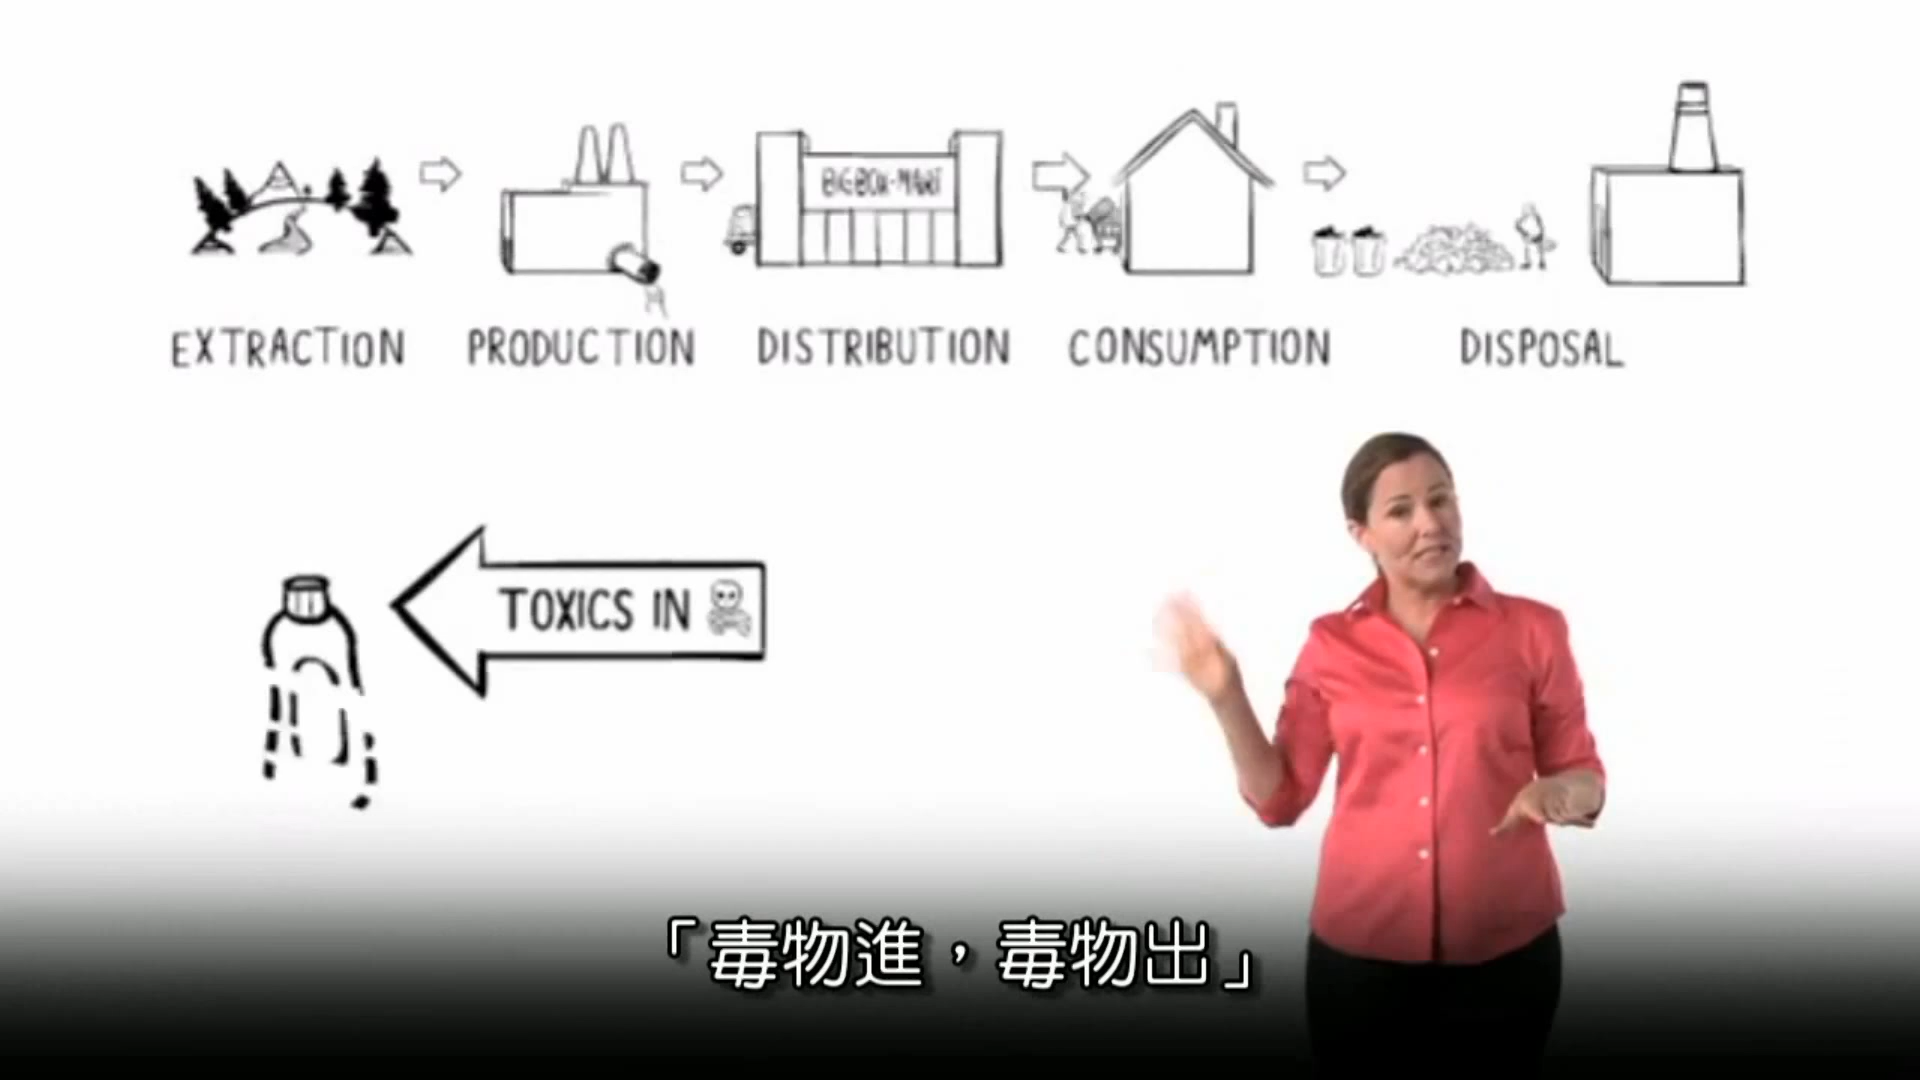 BIGBOX-MART
EXTRACTION PRODUCTION DISTRIBUTION CONSUMPTION DISPOSAL
TOXICS IN
「毒物進，毒物出」